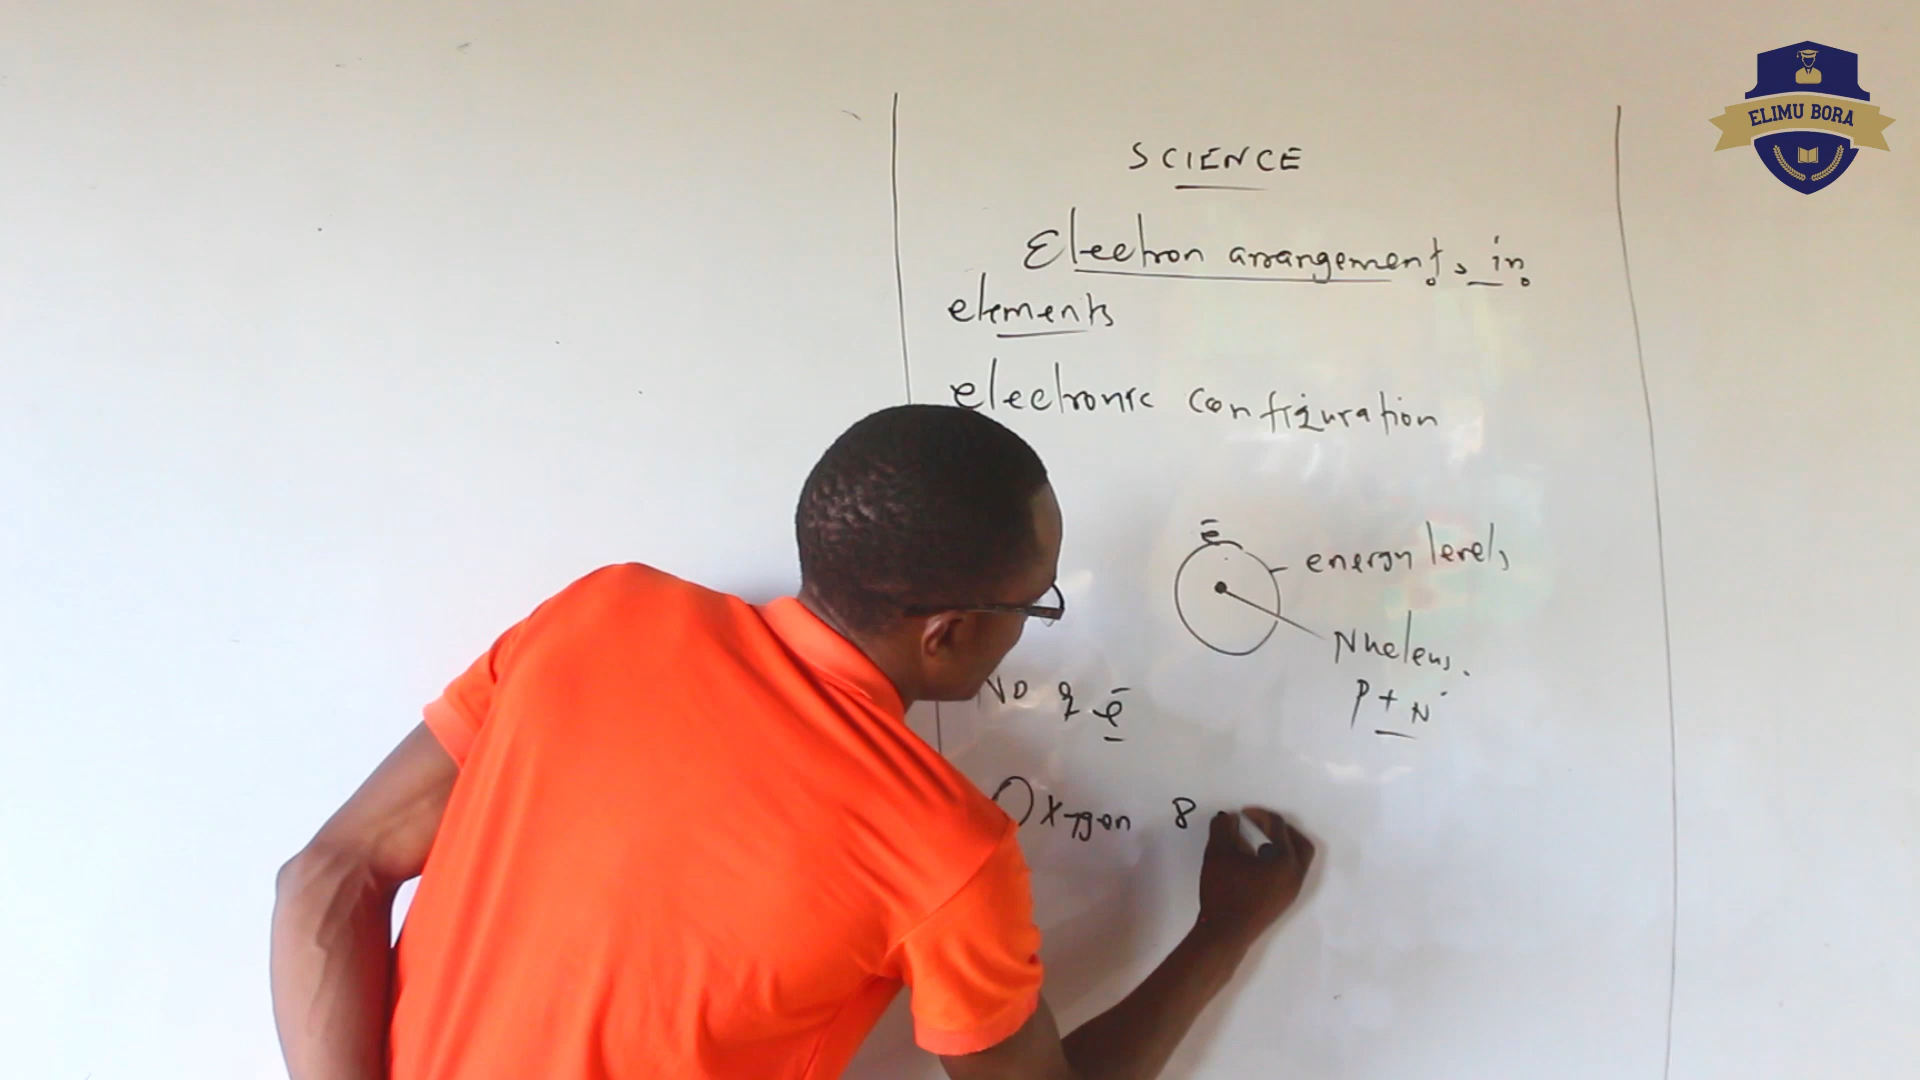 ELIMU BORA
SCIENCE
Electron arrangements in
elements
electronic configuration
ē
energy levels
Nucleus.
P + N
No of ē
Oxygen 8